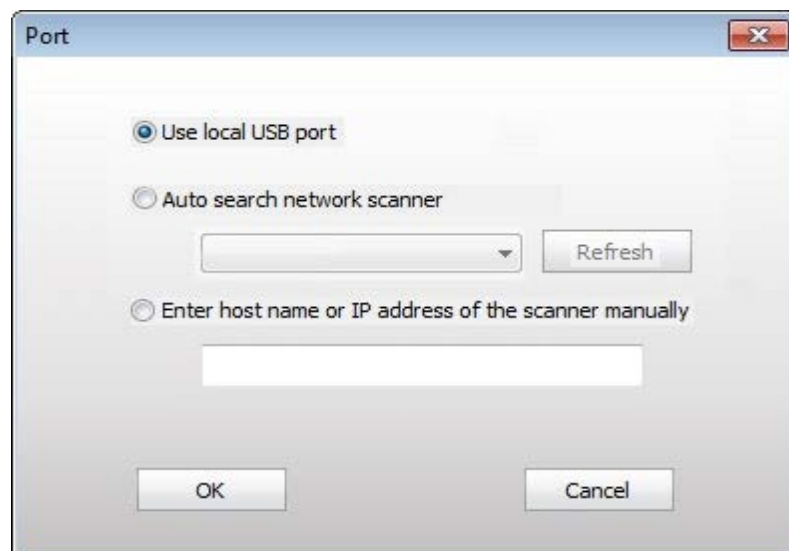 Port
Use local USB port
Auto search network scanner
Refresh
Enter host name or IP address of the scanner manually
OK
Cancel